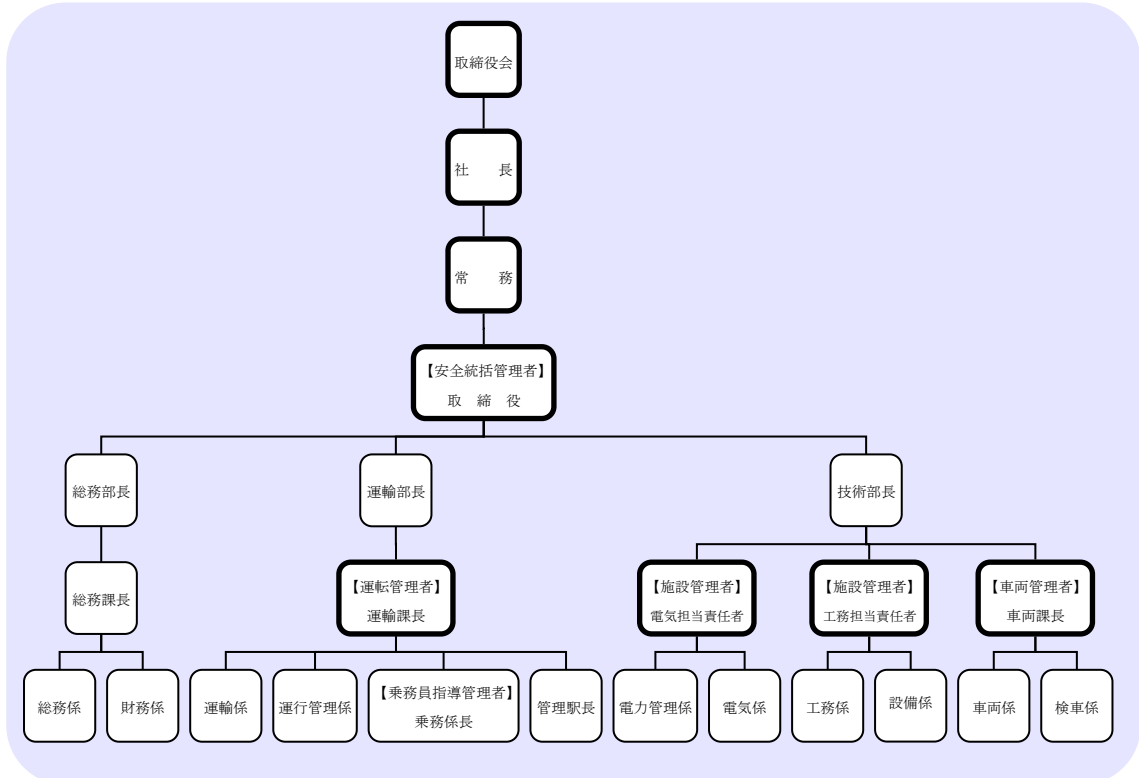 取締役会
社　　長
常　　務
【安全統括管理者】
取　締　役
総務部長
運輸部長
技術部長
総務課長
【運転管理者】
運輸課長
【施設管理者】
電気担当責任者
【施設管理者】
工務担当責任者
【車両管理者】
車両課長
総務係
財務係
運輸係
運行管理係
【乗務員指導管理者】
乗務係長
管理駅長
電力管理係
電気係
工務係
設備係
車両係
検車係